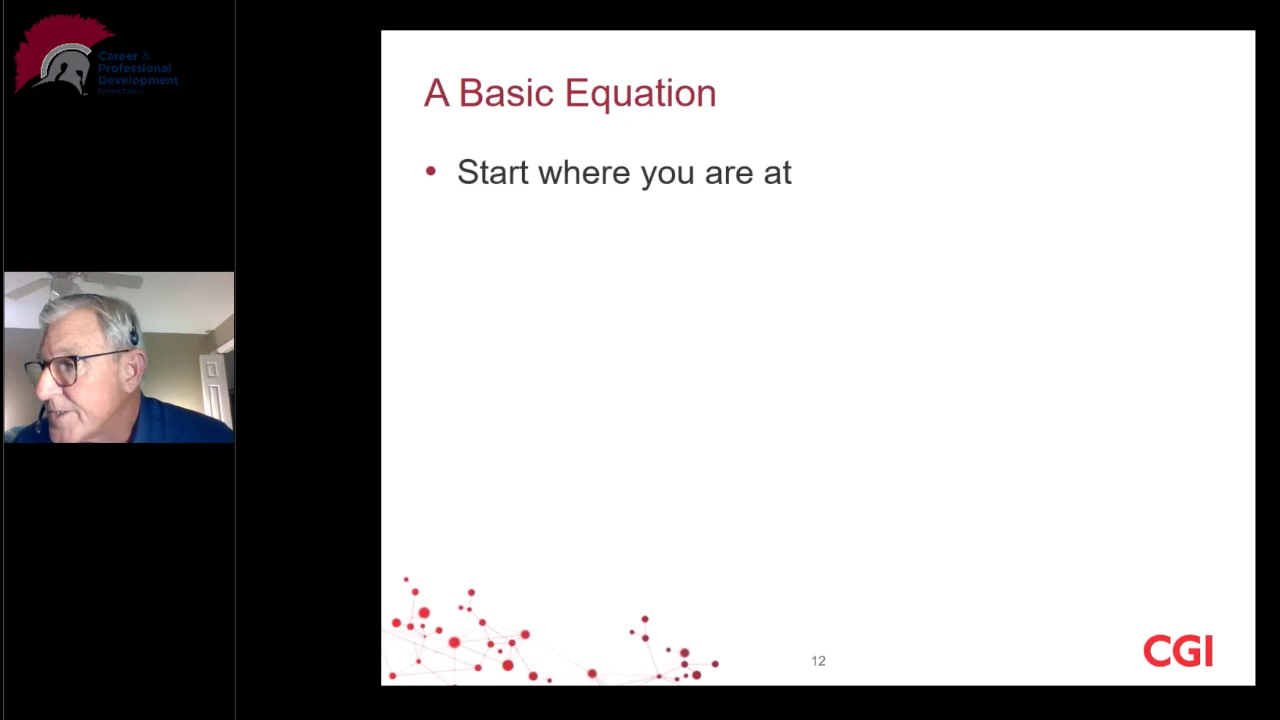 Career &
Professional
Development
A Basic Equation
• Start where you are at
12
CGI